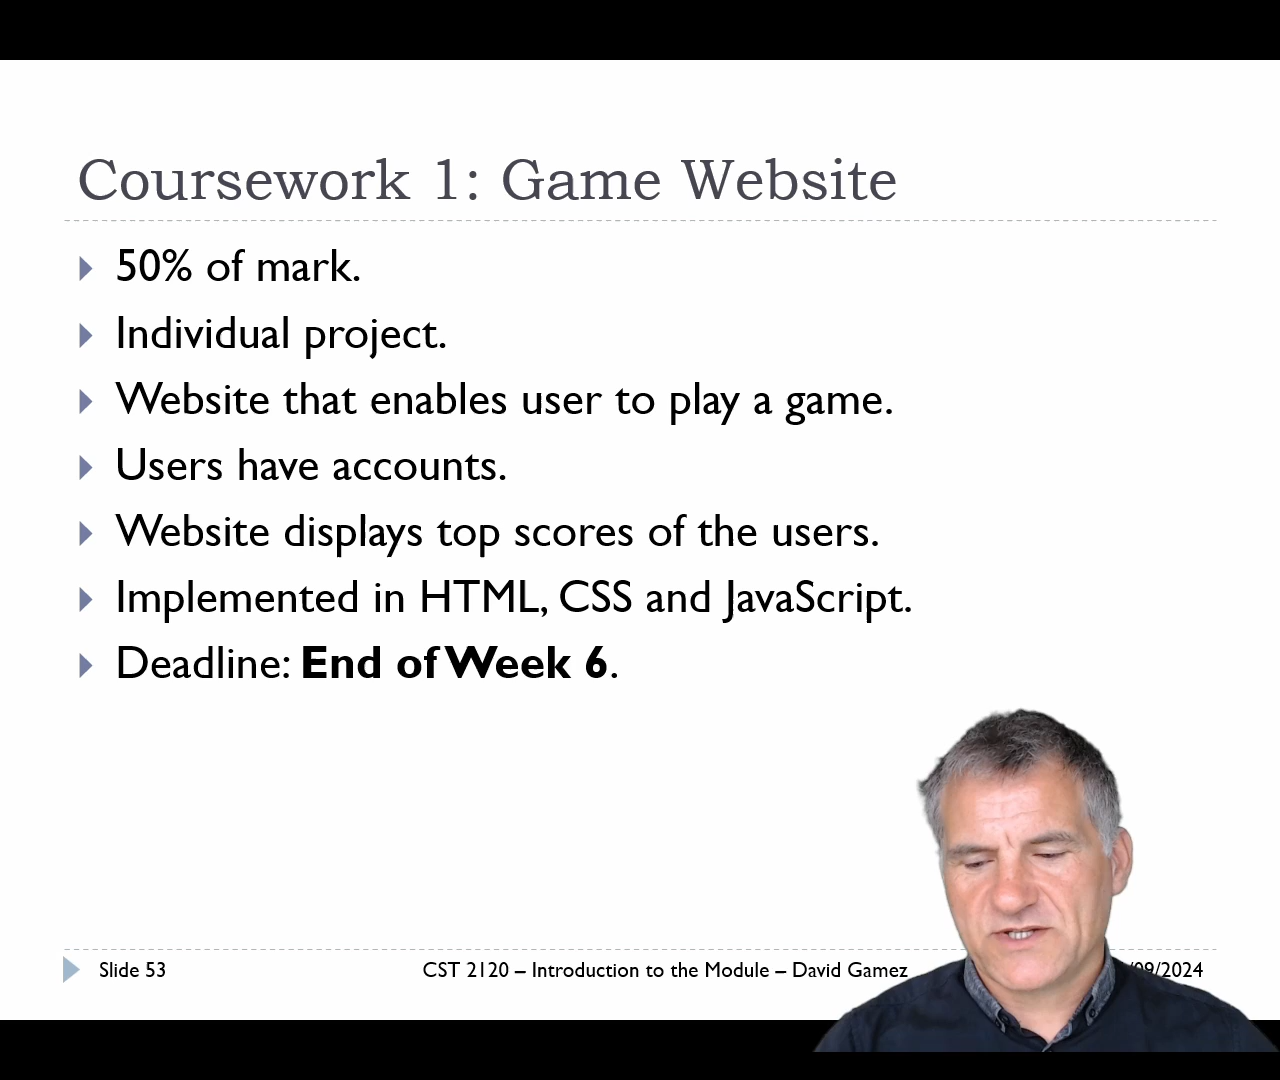 Coursework 1: Game Website
50% of mark.
Individual project.
Website that enables user to play a game.
Users have accounts.
Website displays top scores of the users.
Implemented in HTML, CSS and JavaScript.
Deadline: End of Week 6.
Slide 53
CST 2120 – Introduction to the Module – David Gamez
/09/2024